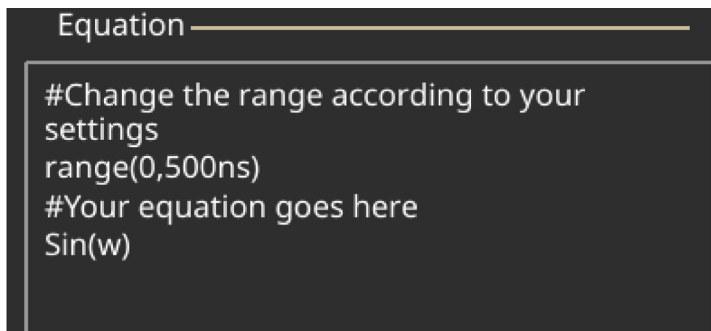 Equation
#Change the range according to your
settings
range(0,500ns)
#Your equation goes here
Sin(w)